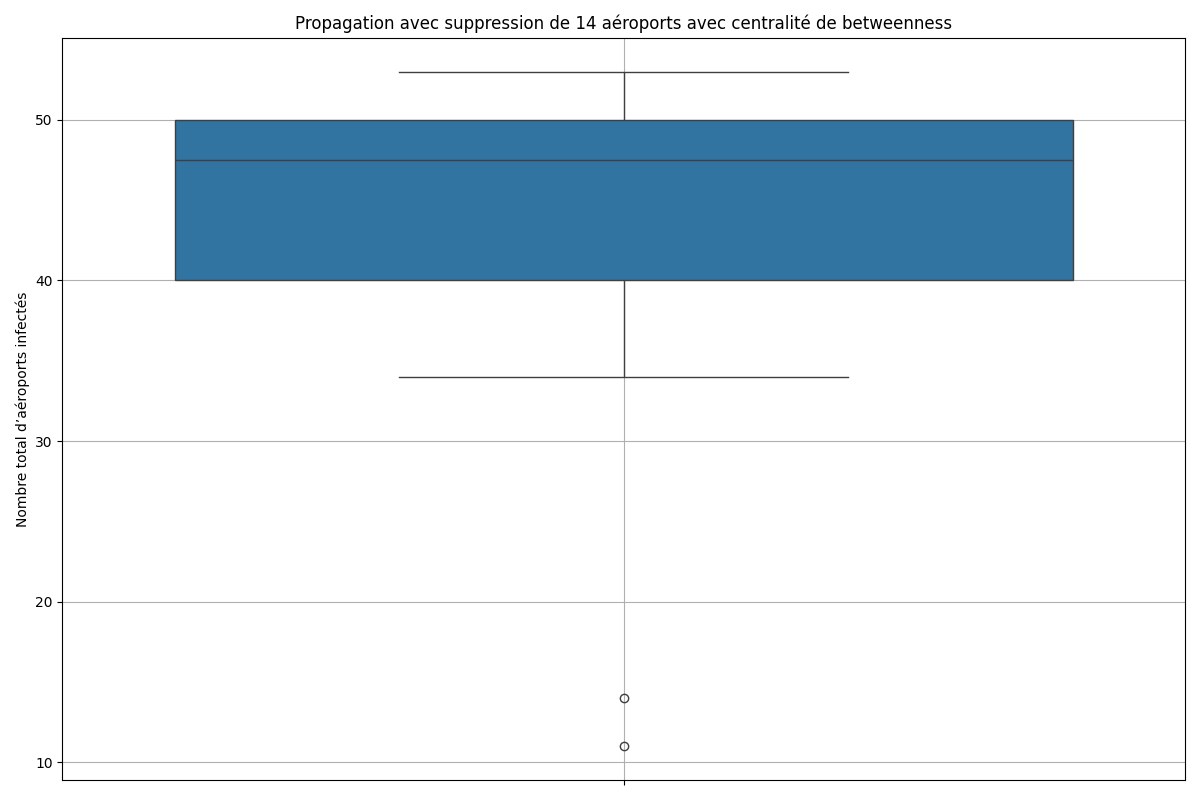 Propagation avec suppression de 14 aéroports avec centralité de betweenness
Nombre total d’aéroports infectés
50
40
30
20
10